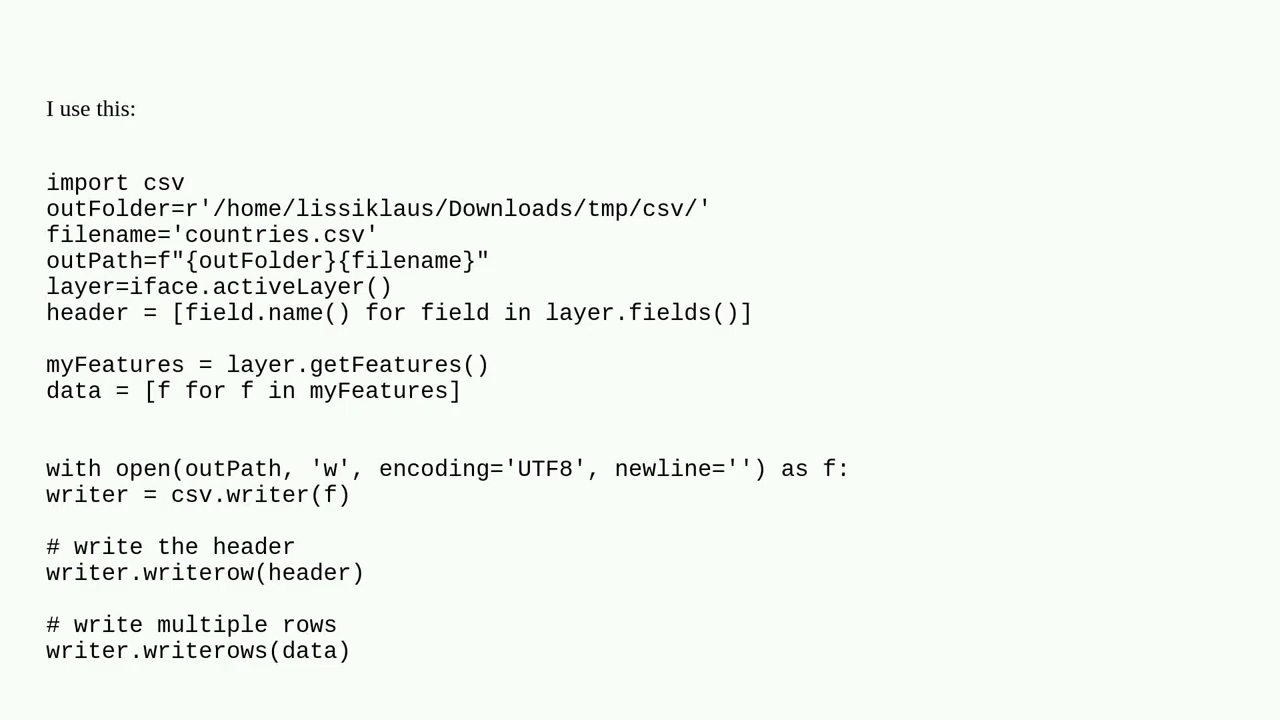 I use this:
import csv
outFolder=r'/home/lissiklaus/Downloads/tmp/csv/'
filename='countries.csv'
outPath=f"{outFolder}{filename}"
layer=iface.activeLayer()
header = [field.name() for field in layer.fields()]
myFeatures = layer.getFeatures()
data = [f for f in myFeatures]
with open(outPath, 'w', encoding='UTF8', newline='') as f:
writer = csv.writer(f)
# write the header
writer.writerow(header)
# write multiple rows
writer.writerows(data)